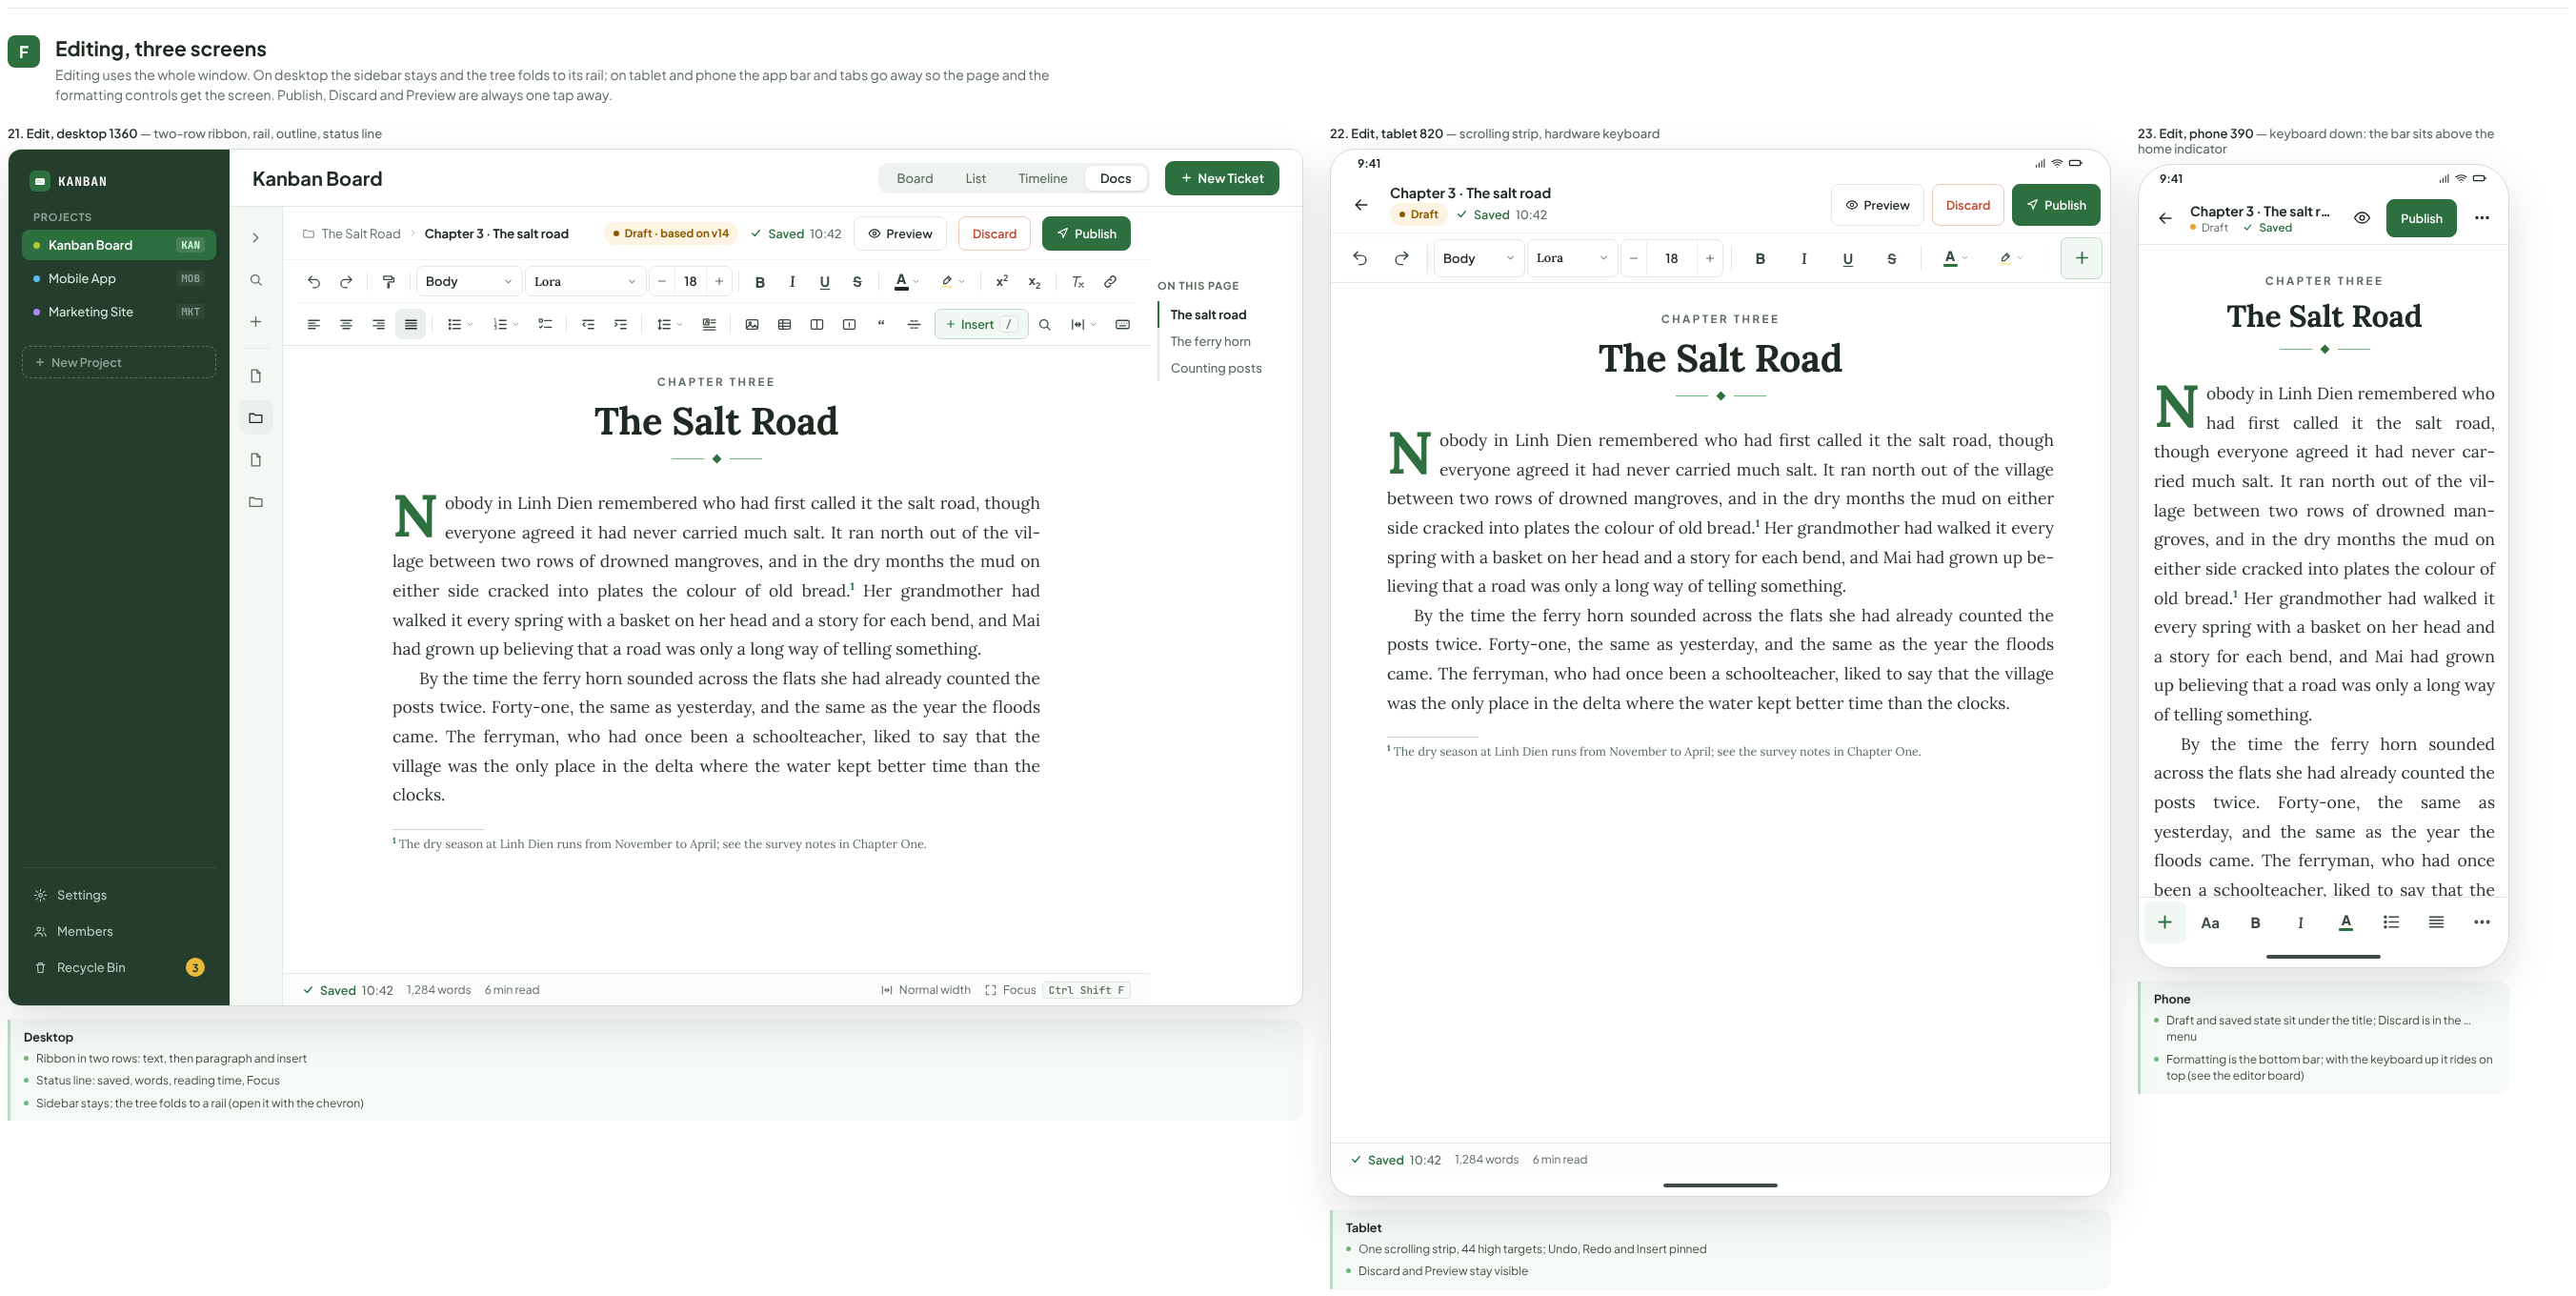 F
Editing, three screens
Editing uses the whole window. On desktop the sidebar stays and the tree folds to its rail; on tablet and phone the app bar and tabs go away so the page and the
formatting controls get the screen. Publish, Discard and Preview are always one tap away.
21. Edit, desktop 1360 — two-row ribbon, rail, outline, status line
KANBAN
PROJECTS
Kanban Board KAN
Mobile App MOB
Marketing Site MKT
+ New Project
Settings
Members
Recycle Bin 3
Kanban Board
Board List Timeline Docs
+ New Ticket
The Salt Road > Chapter 3 · The salt road
Draft · based on v14
Saved 10:42
Preview
Discard
Publish
Body Lora − 18 + B I U S A x² x₂ Tx
1 2 3 “ + Insert /
ON THIS PAGE
The salt road
The ferry horn
Counting posts
CHAPTER THREE
The Salt Road
Nobody in Linh Dien remembered who had first called it the salt road, though
everyone agreed it had never carried much salt. It ran north out of the vil-
lage between two rows of drowned mangroves, and in the dry months the mud on
either side cracked into plates the colour of old bread.¹ Her grandmother had
walked it every spring with a basket on her head and a story for each bend, and Mai
had grown up believing that a road was only a long way of telling something.
By the time the ferry horn sounded across the flats she had already counted the
posts twice. Forty-one, the same as yesterday, and the same as the year the floods
came. The ferryman, who had once been a schoolteacher, liked to say that the
village was the only place in the delta where the water kept better time than the
clocks.
¹ The dry season at Linh Dien runs from November to April; see the survey notes in Chapter One.
Saved 10:42 1,284 words 6 min read
Normal width Focus Ctrl Shift F
Desktop
Ribbon in two rows: text, then paragraph and insert
Status line: saved, words, reading time, Focus
Sidebar stays; the tree folds to a rail (open it with the chevron)
22. Edit, tablet 820 — scrolling strip, hardware keyboard
9:41
Chapter 3 · The salt road
Draft Saved 10:42
Preview
Discard
Publish
Body Lora − 18 + B I U S A +
CHAPTER THREE
The Salt Road
Nobody in Linh Dien remembered who had first called it the salt road, though
everyone agreed it had never carried much salt. It ran north out of the village
between two rows of drowned mangroves, and in the dry months the mud on either
side cracked into plates the colour of old bread.¹ Her grandmother had walked it every
spring with a basket on her head and a story for each bend, and Mai had grown up be-
lieving that a road was only a long way of telling something.
By the time the ferry horn sounded across the flats she had already counted the
posts twice. Forty-one, the same as yesterday, and the same as the year the floods
came. The ferryman, who had once been a schoolteacher, liked to say that the village
was the only place in the delta where the water kept better time than the clocks.
¹ The dry season at Linh Dien runs from November to April; see the survey notes in Chapter One.
Saved 10:42 1,284 words 6 min read
Tablet
One scrolling strip, 44 high targets; Undo, Redo and Insert pinned
Discard and Preview stay visible
23. Edit, phone 390 — keyboard down: the bar sits above the
home indicator
9:41
Chapter 3 · The salt r...
Draft · Saved
Publish
CHAPTER THREE
The Salt Road
Nobody in Linh Dien remembered who
had first called it the salt road,
though everyone agreed it had never car-
ried much salt. It ran north out of the vil-
lage between two rows of drowned man-
groves, and in the dry months the mud on
either side cracked into plates the colour of
old bread.¹ Her grandmother had walked it
every spring with a basket on her head and
a story for each bend, and Mai had grown
up believing that a road was only a long way
of telling something.
By the time the ferry horn sounded
across the flats she had already counted the
posts twice. Forty-one, the same as
yesterday, and the same as the year the
floods came. The ferryman, who had once
been a schoolteacher, liked to say that the
+ Aa B I A
Phone
Draft and saved state sit under the title; Discard is in the ...
menu
Formatting is the bottom bar; with the keyboard up it rides on
top (see the editor board)